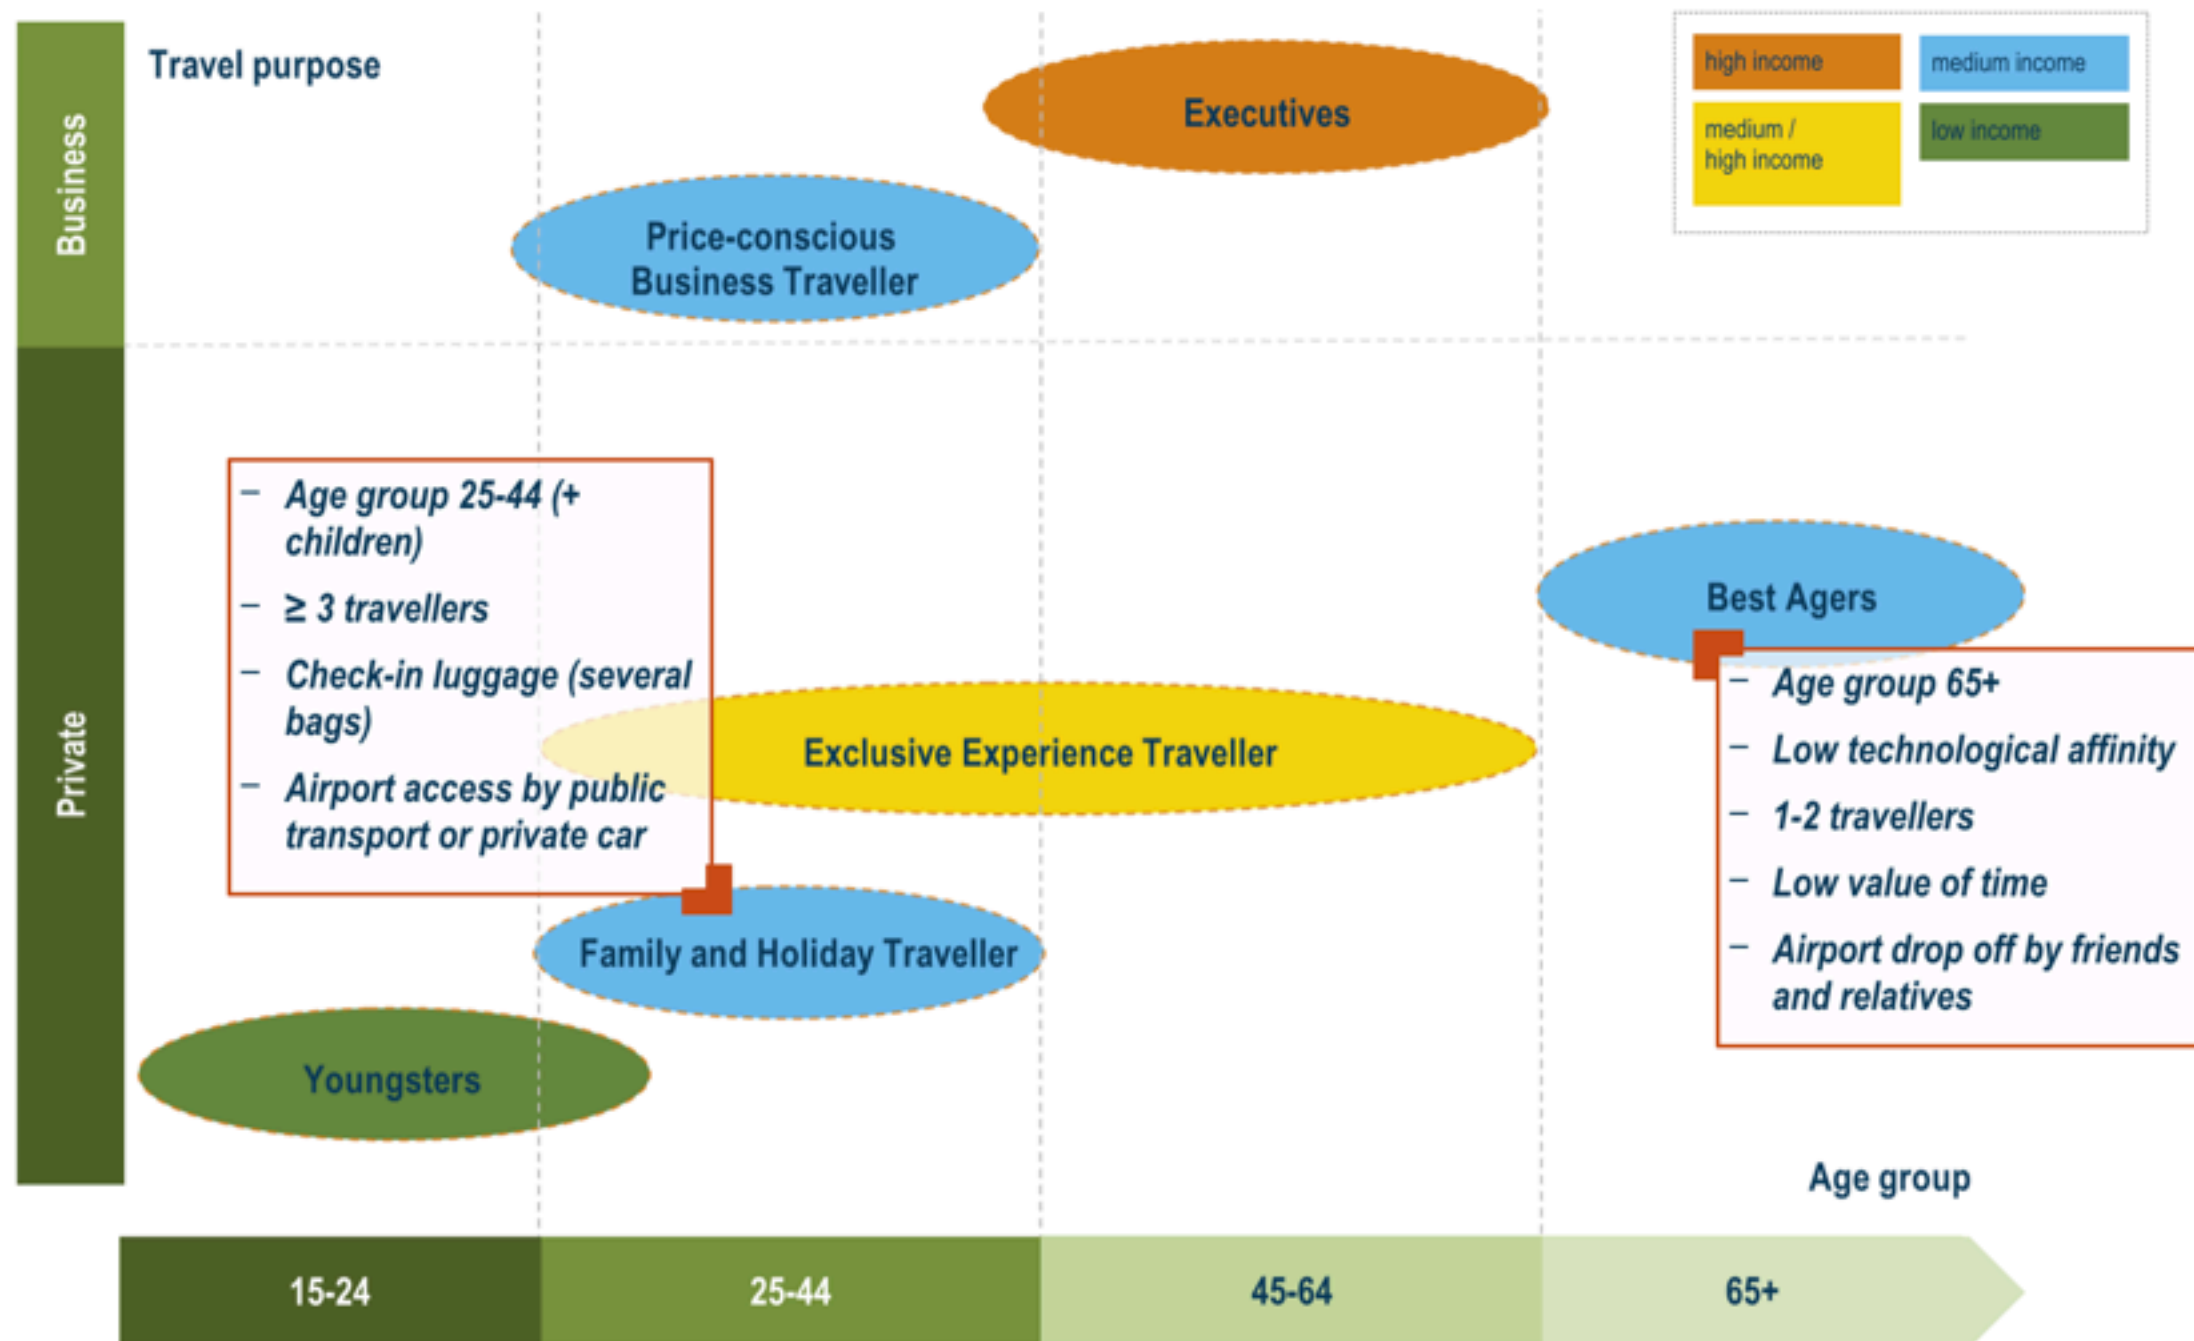 Travel purpose
Business
Private
high income
medium income
medium /
high income
low income
Executives
Price-conscious
Business Traveller
– Age group 25-44 (+
children)
– ≥ 3 travellers
– Check-in luggage (several
bags)
– Airport access by public
transport or private car
Best Agers
– Age group 65+
– Low technological affinity
– 1-2 travellers
– Low value of time
– Airport drop off by friends
and relatives
Exclusive Experience Traveller
Family and Holiday Traveller
Youngsters
Age group
15-24
25-44
45-64
65+